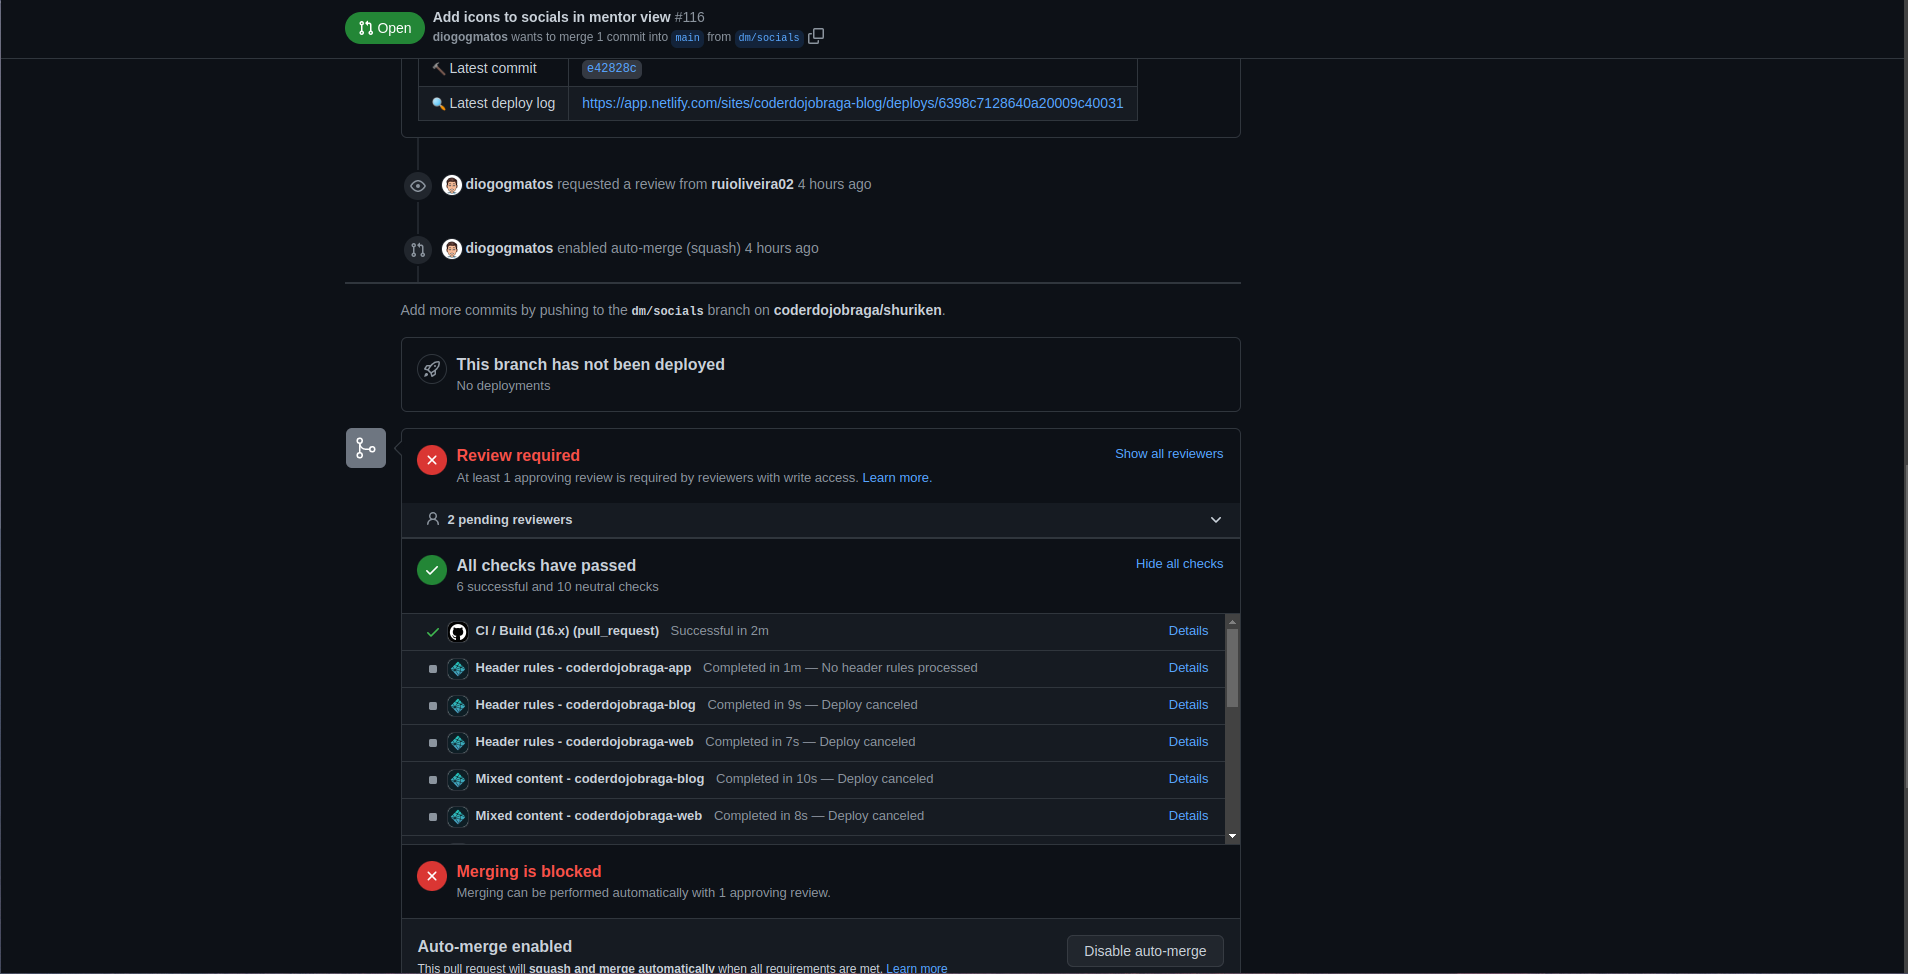 Open
Add icons to socials in mentor view #116
diogogmatos wants to merge 1 commit into main from dm/socials
Latest commit e42828c
Latest deploy log https://app.netlify.com/sites/coderdojobraga-blog/deploys/6398c7128640a20009c40031
diogogmatos requested a review from ruioliveira02 4 hours ago
diogogmatos enabled auto-merge (squash) 4 hours ago
Add more commits by pushing to the dm/socials branch on coderdojobraga/shuriken.
This branch has not been deployed
No deployments
Review required
Show all reviewers
At least 1 approving review is required by reviewers with write access. Learn more.
2 pending reviewers
All checks have passed
Hide all checks
6 successful and 10 neutral checks
CI / Build (16.x) (pull_request) Successful in 2m Details
Header rules - coderdojobraga-app Completed in 1m — No header rules processed Details
Header rules - coderdojobraga-blog Completed in 9s — Deploy canceled Details
Header rules - coderdojobraga-web Completed in 7s — Deploy canceled Details
Mixed content - coderdojobraga-blog Completed in 10s — Deploy canceled Details
Mixed content - coderdojobraga-web Completed in 8s — Deploy canceled Details
Merging is blocked
Merging can be performed automatically with 1 approving review.
Auto-merge enabled
Disable auto-merge
This pull request will squash and merge automatically when all requirements are met. Learn more